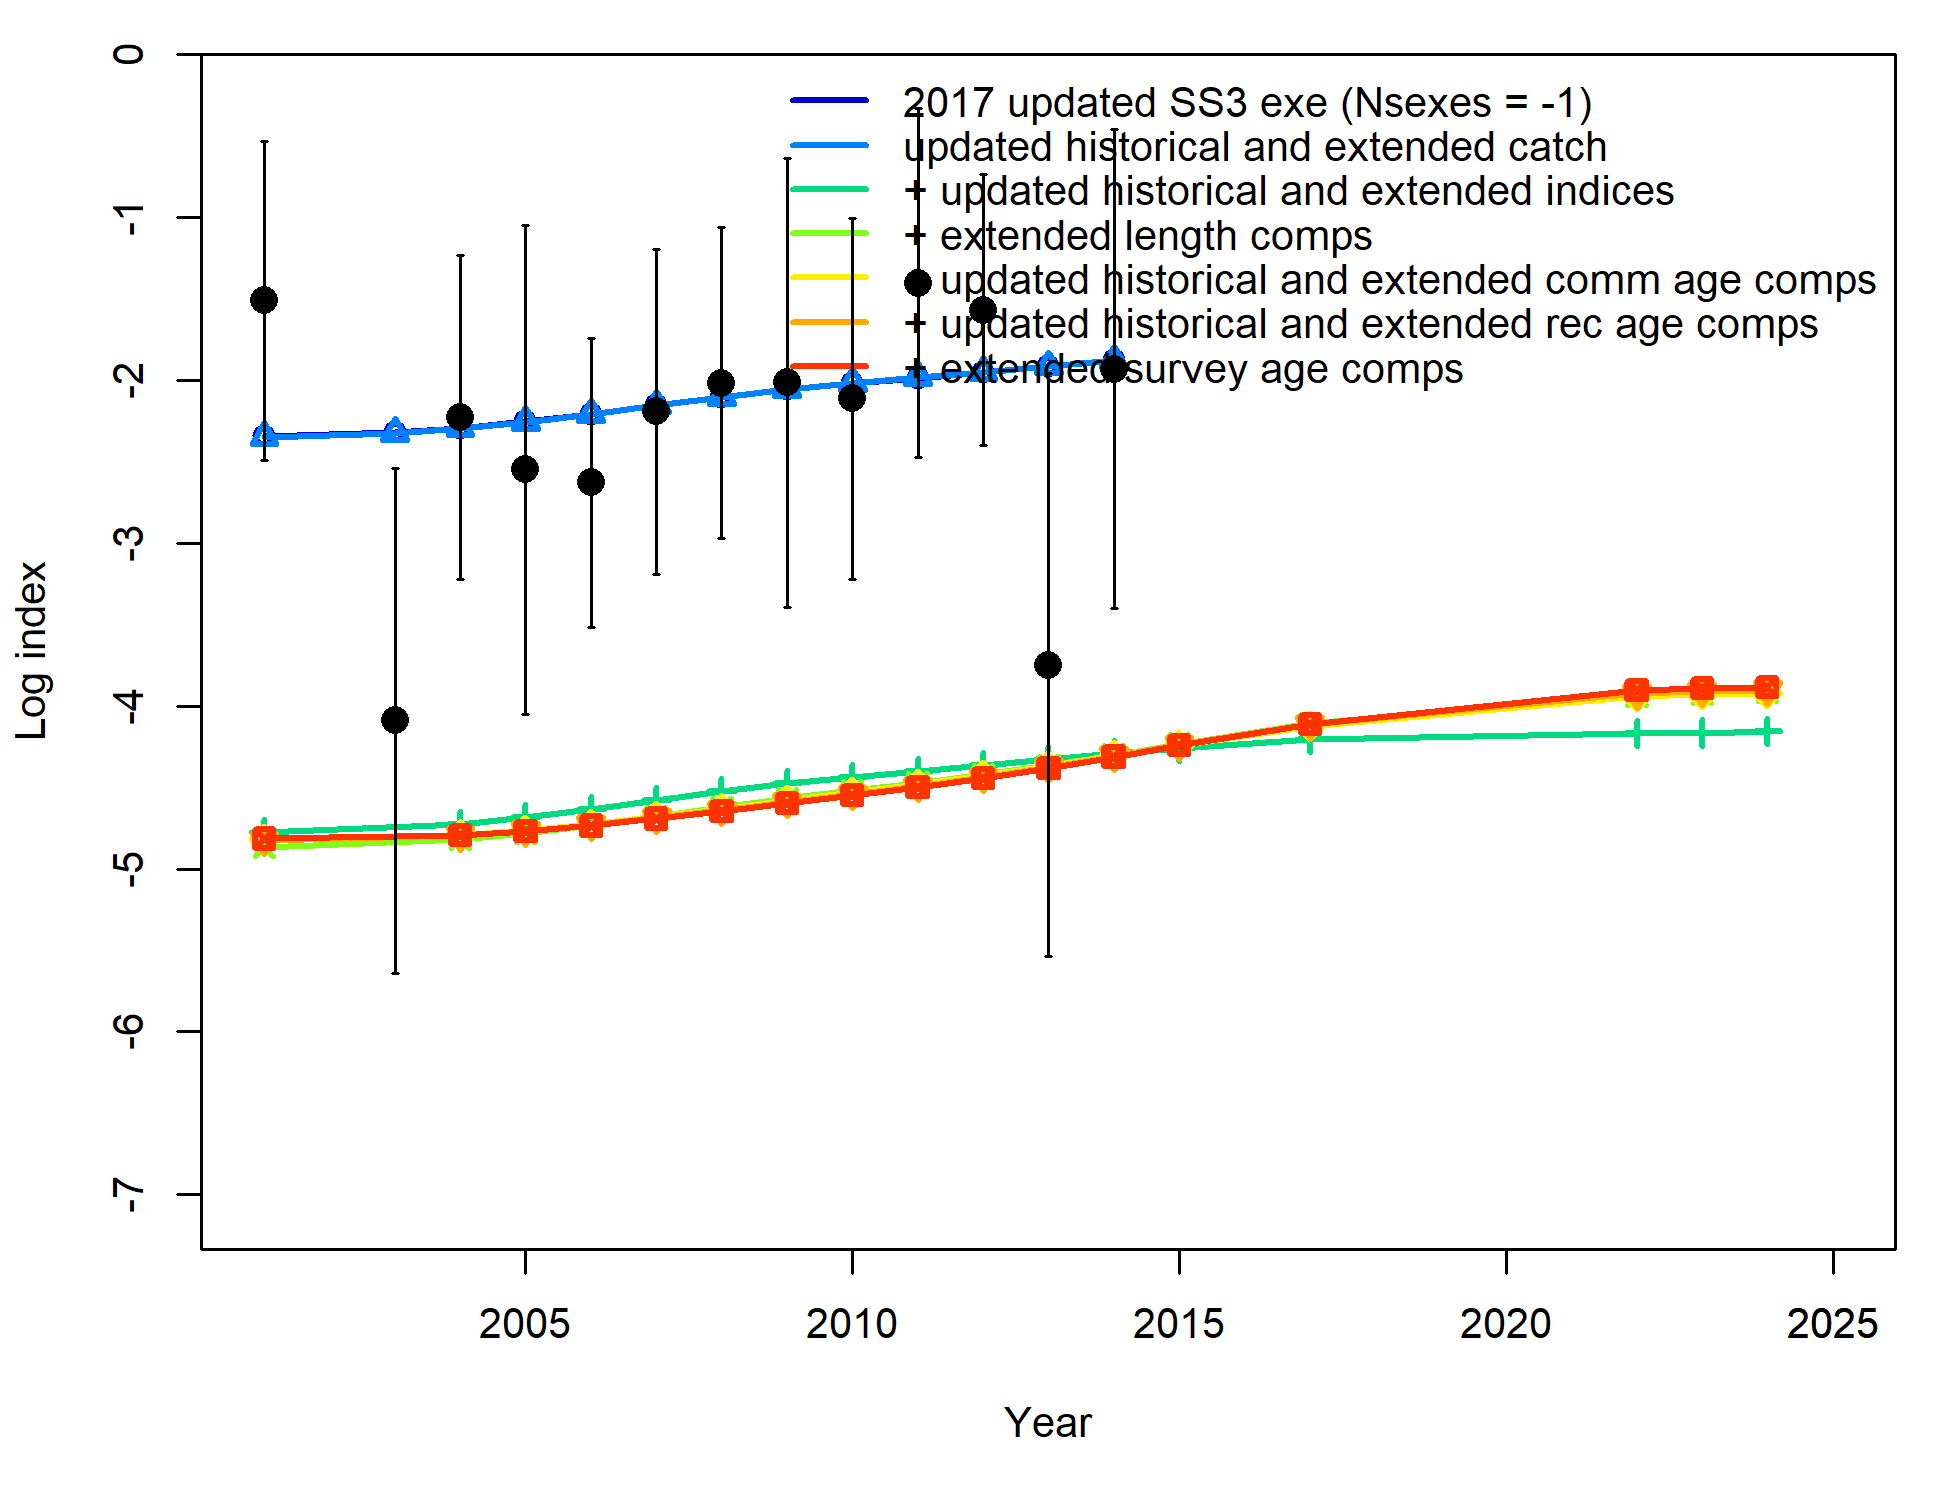 2017 updated SS3 exe (Nsexes = -1)
updated historical and extended catch
+ updated historical and extended indices
+ extended length comps
+ updated historical and extended comm age comps
+ updated historical and extended rec age comps
+ extended survey age comps
0
-1
-2
-3
-4
-5
-6
-7
Log index
2005 2010 2015 2020 2025
Year